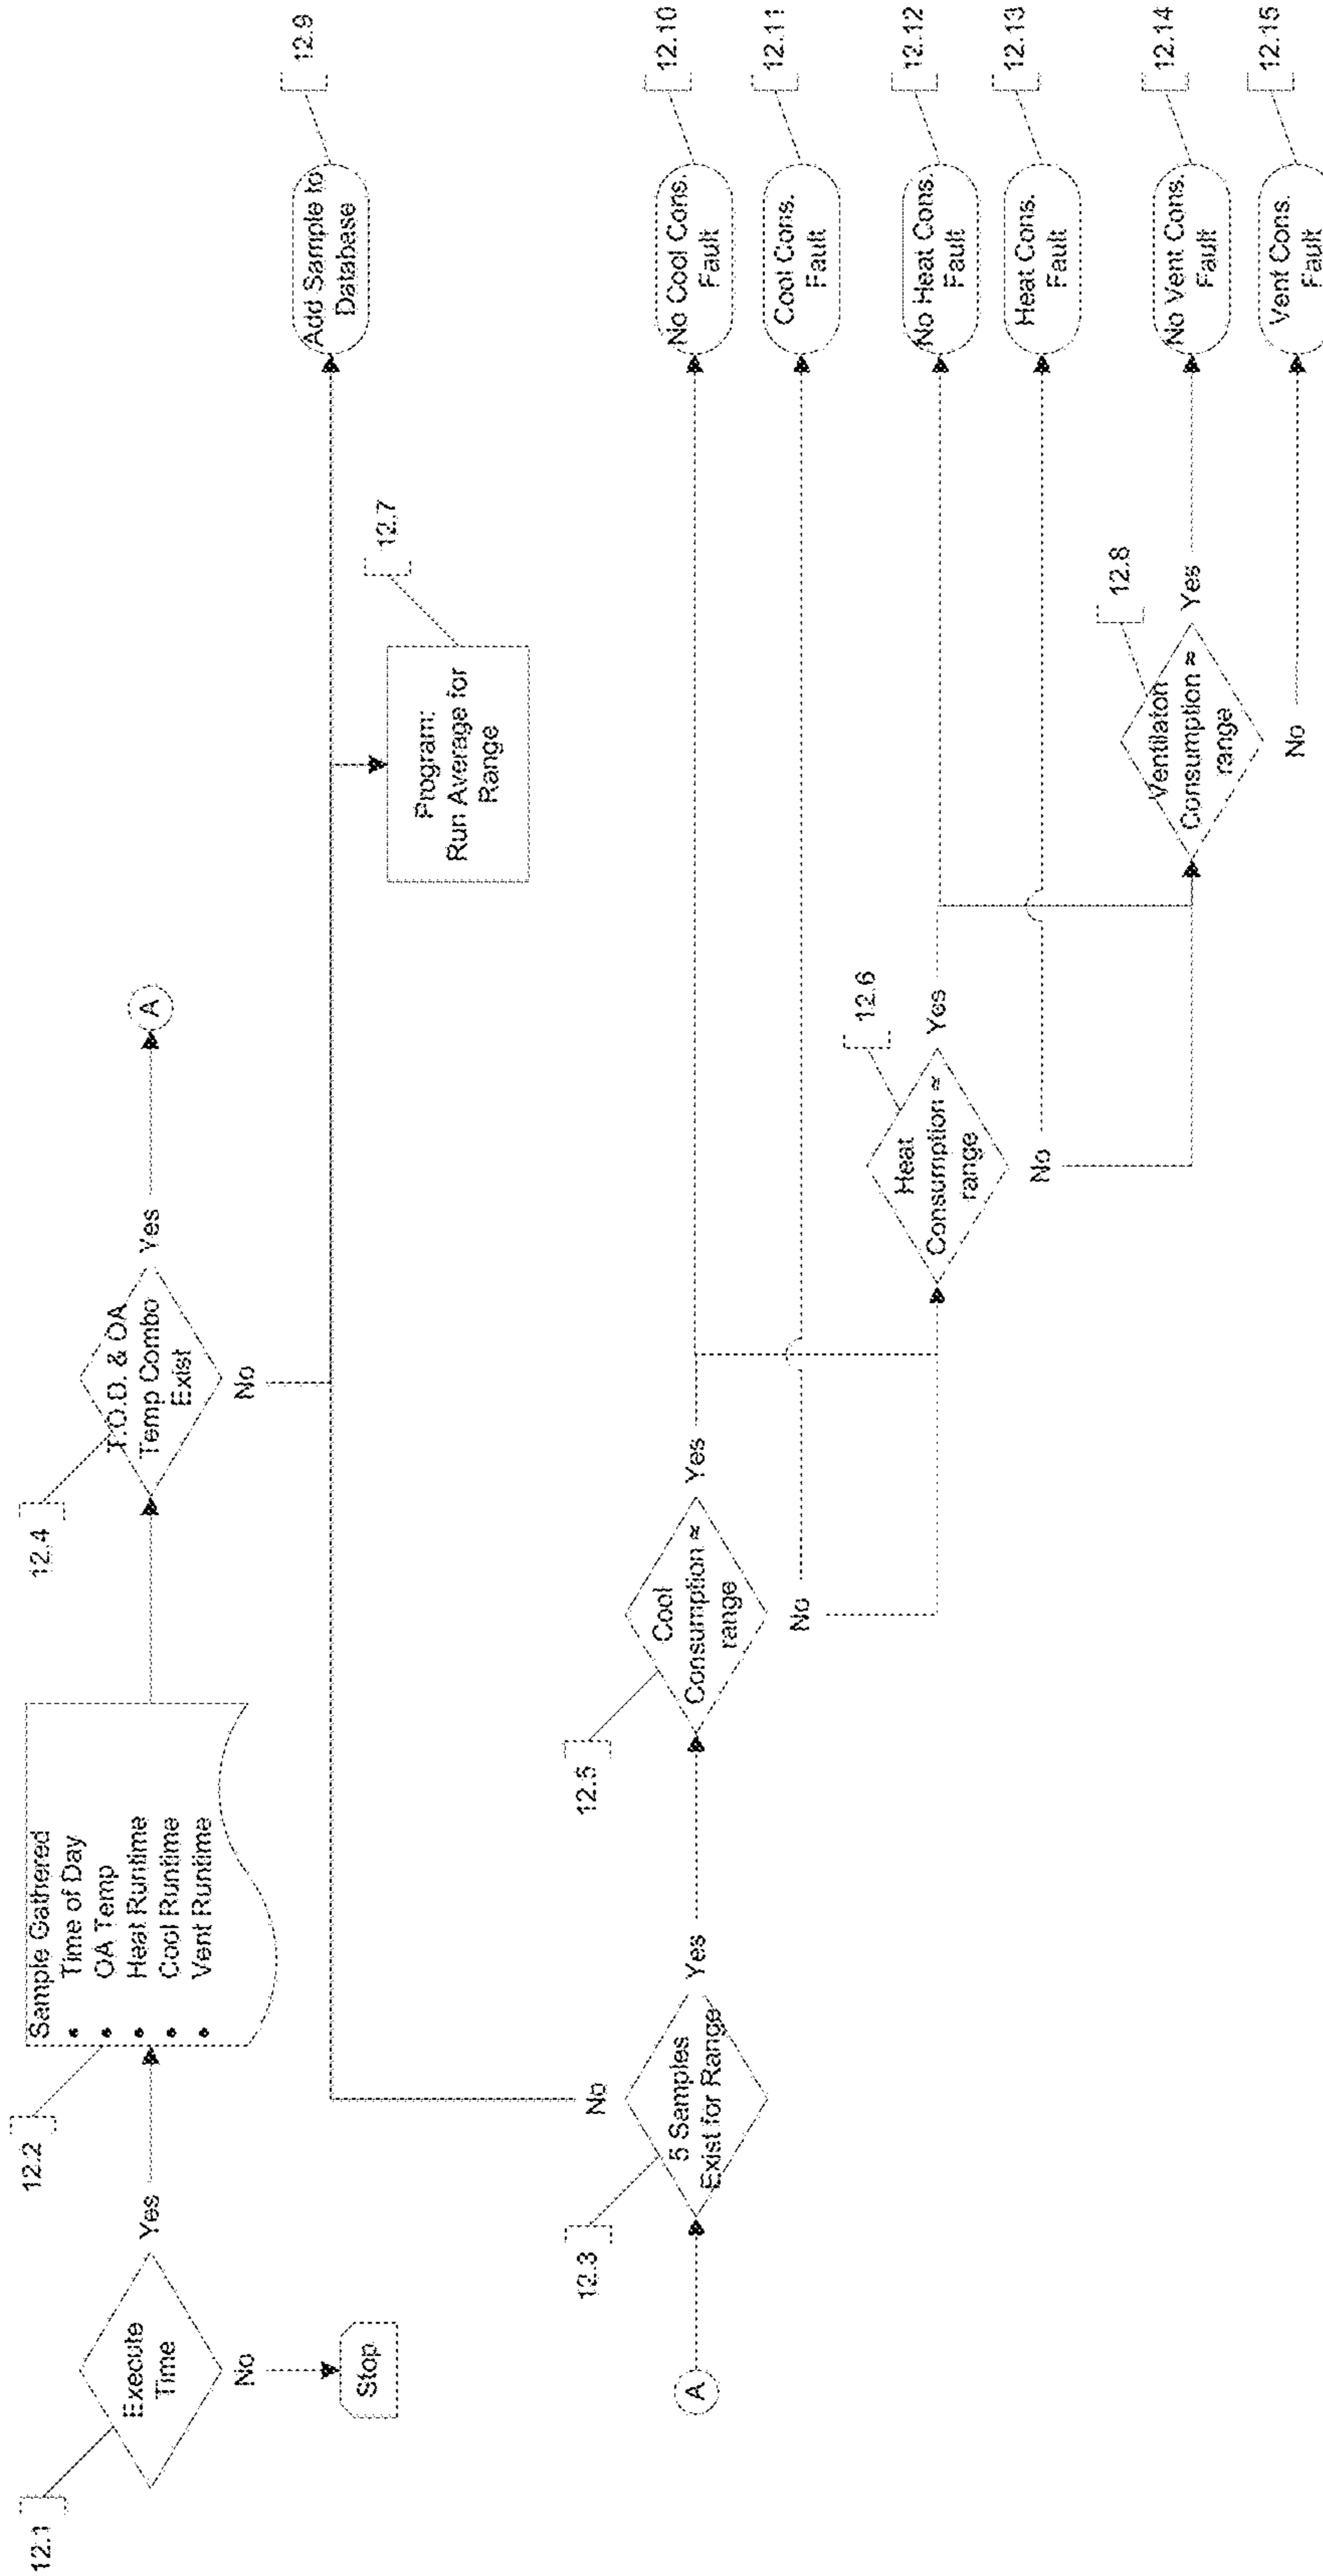 12.1
Execute
Time
Yes
No
Stop
12.2
Sample Gathered
• Time of Day
• OA Temp
• Heat Runtime
• Cool Runtime
• Vent Runtime
12.4
T.O.D. & OA
Temp Combo
Exist
Yes
A
No
12.9
Add Sample to
Database
12.7
Program:
Run Average for
Range
A
12.3
5 Samples
Exist for Range
No
Yes
12.5
Cool
Consumption ≈
range
Yes
No
12.10
No Cool Cons.
Fault
12.11
Cool Cons.
Fault
12.6
Heat
Consumption ≈
range
Yes
No
12.12
No Heat Cons.
Fault
12.13
Heat Cons.
Fault
12.8
Ventilaton
Consumption ≈
range
Yes
No
12.14
No Vent Cons.
Fault
12.15
Vent Cons.
Fault